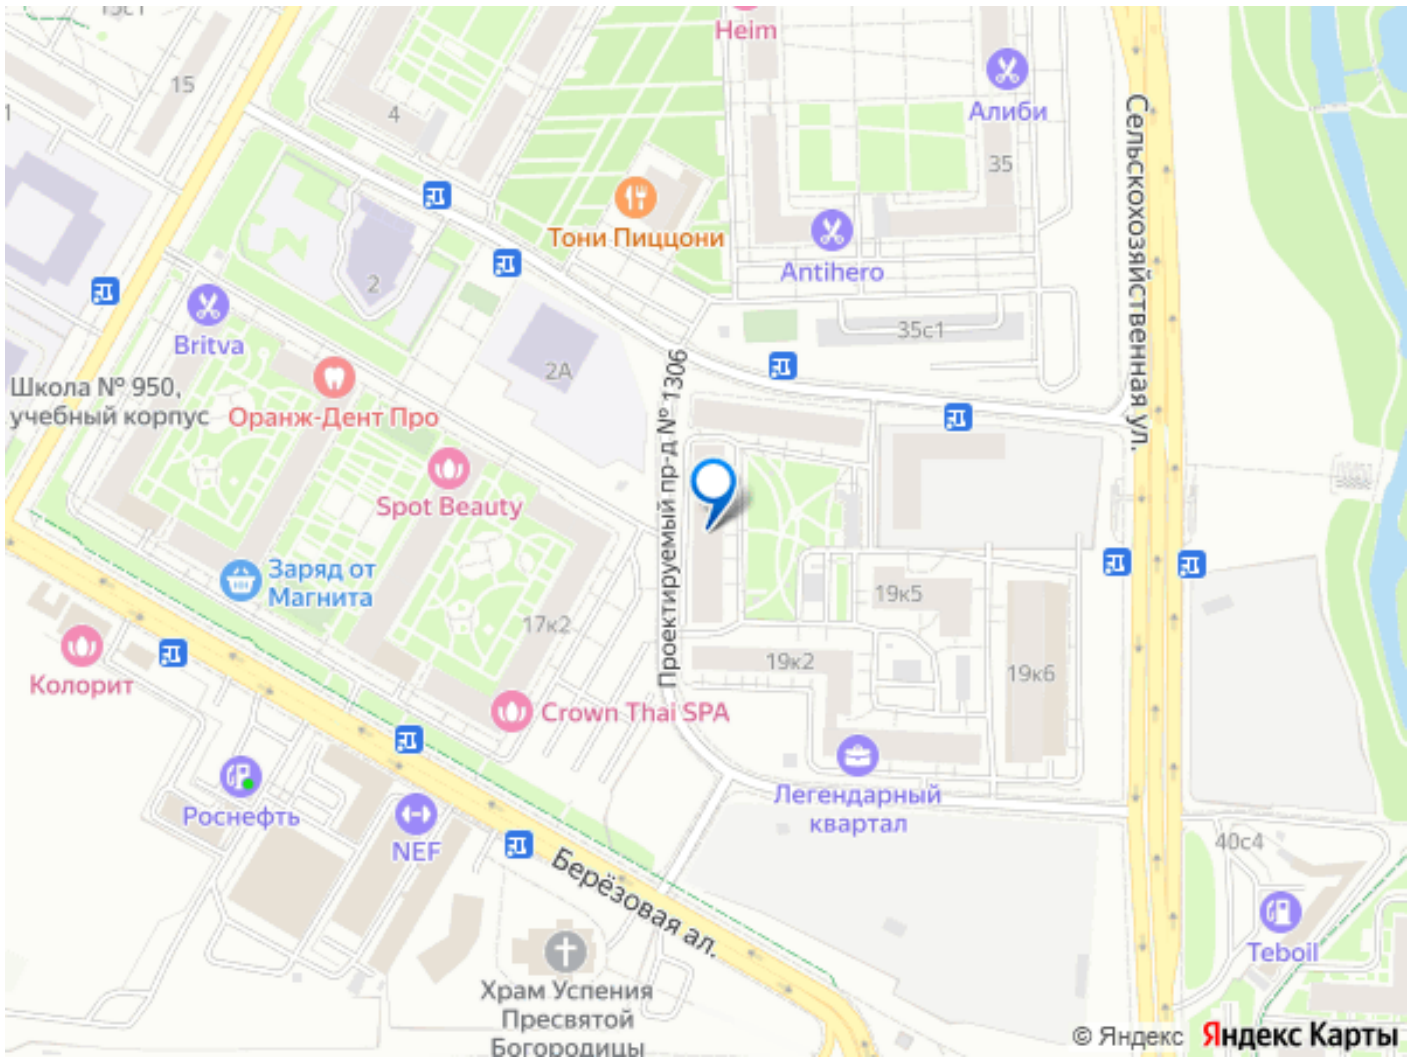 Heim
15
4
Алиби
35
Сельскохозяйственная ул.
Тони Пиццони
Antihero
2
Britva
35с1
2А
Школа № 950,
учебный корпус
Оранж-Дент Про
Проектируемый пр-д № 1306
Spot Beauty
Заряд от
Магнита
17к2
19к5
19к2
19к6
Колорит
Crown Thai SPA
Роснефть
NEF
Легендарный
квартал
40с4
Берёзовая ал.
Teboil
Храм Успения
Пресвятой
Богородицы
© Яндекс Яндекс Карты